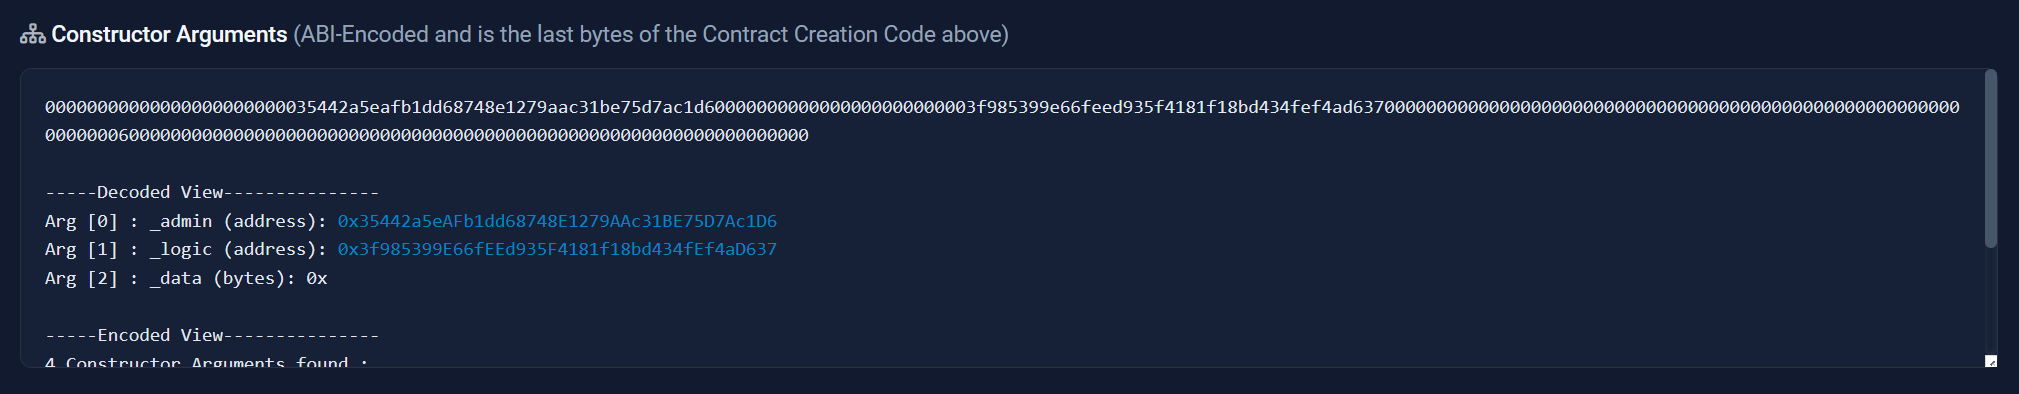 Constructor Arguments (ABI-Encoded and is the last bytes of the Contract Creation Code above)
00000000000000000000000035442a5eafb1dd68748e1279aac31be75d7ac1d60000000000000000000000003f985399e66feed935f4181f18bd434fef4ad6370000000000000000000000000000000000000000000000000000000
0000000600000000000000000000000000000000000000000000000000000000000000000
-----Decoded View---------------
Arg [0] : _admin (address): 0x35442a5eAFb1dd68748E1279AAc31BE75D7Ac1D6
Arg [1] : _logic (address): 0x3f985399E66fEEd935F4181f18bd434fEf4aD637
Arg [2] : _data (bytes): 0x
-----Encoded View---------------
4 Constructor Arguments found :